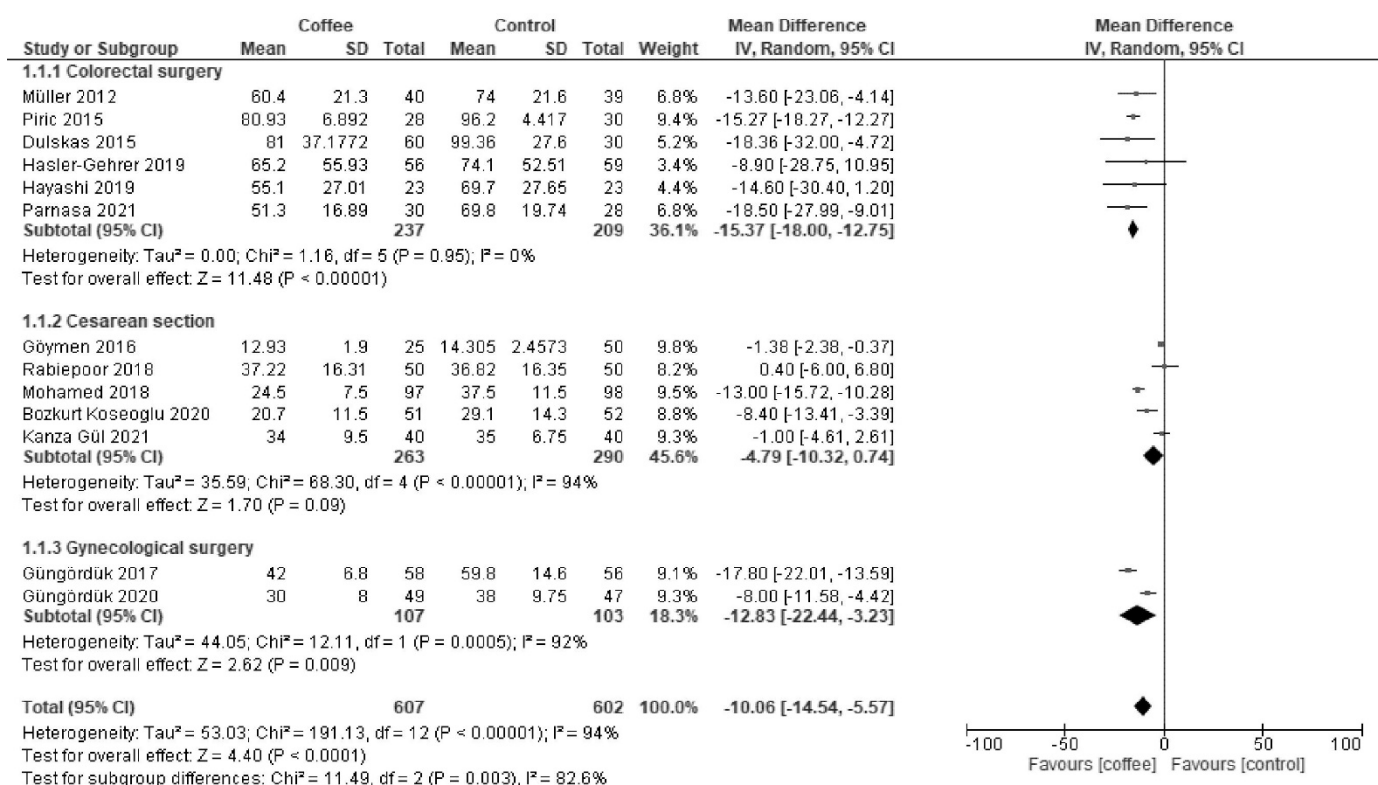 Coffee Control Mean Difference Mean Difference
Study or Subgroup Mean SD Total Mean SD Total Weight IV, Random, 95% CI IV, Random, 95% CI
1.1.1 Colorectal surgery
Müller 2012 60.4 21.3 40 74 21.6 39 6.8% -13.60 [-23.06, -4.14]
Piric 2015 80.93 6.892 28 96.2 4.417 30 9.4% -15.27 [-18.27, -12.27]
Dulskas 2015 81 37.1772 60 99.36 27.6 30 5.2% -18.36 [-32.00, -4.72]
Hasler-Gehrer 2019 65.2 55.93 56 74.1 52.51 59 3.4% -8.90 [-28.75, 10.95]
Hayashi 2019 55.1 27.01 23 69.7 27.65 23 4.4% -14.60 [-30.40, 1.20]
Parnasa 2021 51.3 16.89 30 69.8 19.74 28 6.8% -18.50 [-27.99, -9.01]
Subtotal (95% CI) 237 209 36.1% -15.37 [-18.00, -12.75]
Heterogeneity: Tau² = 0.00; Chi² = 1.16, df = 5 (P = 0.95); I² = 0%
Test for overall effect: Z = 11.48 (P < 0.00001)
1.1.2 Cesarean section
Göymen 2016 12.93 1.9 25 14.305 2.4573 50 9.8% -1.38 [-2.38, -0.37]
Rabiepoor 2018 37.22 16.31 50 36.82 16.35 50 8.2% 0.40 [-6.00, 6.80]
Mohamed 2018 24.5 7.5 97 37.5 11.5 98 9.5% -13.00 [-15.72, -10.28]
Bozkurt Koseoglu 2020 20.7 11.5 51 29.1 14.3 52 8.8% -8.40 [-13.41, -3.39]
Kanza Gül 2021 34 9.5 40 35 6.75 40 9.3% -1.00 [-4.61, 2.61]
Subtotal (95% CI) 263 290 45.6% -4.79 [-10.32, 0.74]
Heterogeneity: Tau² = 35.59; Chi² = 68.30, df = 4 (P < 0.00001); I² = 94%
Test for overall effect: Z = 1.70 (P = 0.09)
1.1.3 Gynecological surgery
Güngördük 2017 42 6.8 58 59.8 14.6 56 9.1% -17.80 [-22.01, -13.59]
Güngördük 2020 30 8 49 38 9.75 47 9.3% -8.00 [-11.58, -4.42]
Subtotal (95% CI) 107 103 18.3% -12.83 [-22.44, -3.23]
Heterogeneity: Tau² = 44.05; Chi² = 12.11, df = 1 (P = 0.0005); I² = 92%
Test for overall effect: Z = 2.62 (P = 0.009)
Total (95% CI) 607 602 100.0% -10.06 [-14.54, -5.57]
Heterogeneity: Tau² = 53.03; Chi² = 191.13, df = 12 (P < 0.00001); I² = 94%
Test for overall effect: Z = 4.40 (P < 0.0001)
Test for subgroup differences: Chi² = 11.49, df = 2 (P = 0.003), I² = 82.6%
-100 -50 0 50 100
Favours [coffee] Favours [control]